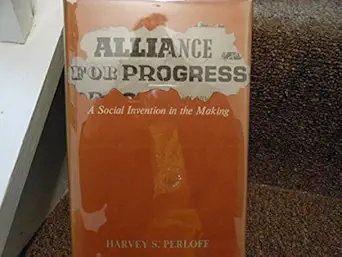 ALLIANCE
FOR PROGRESS
A Social Invention in the Making
HARVEY S. PERLOFF